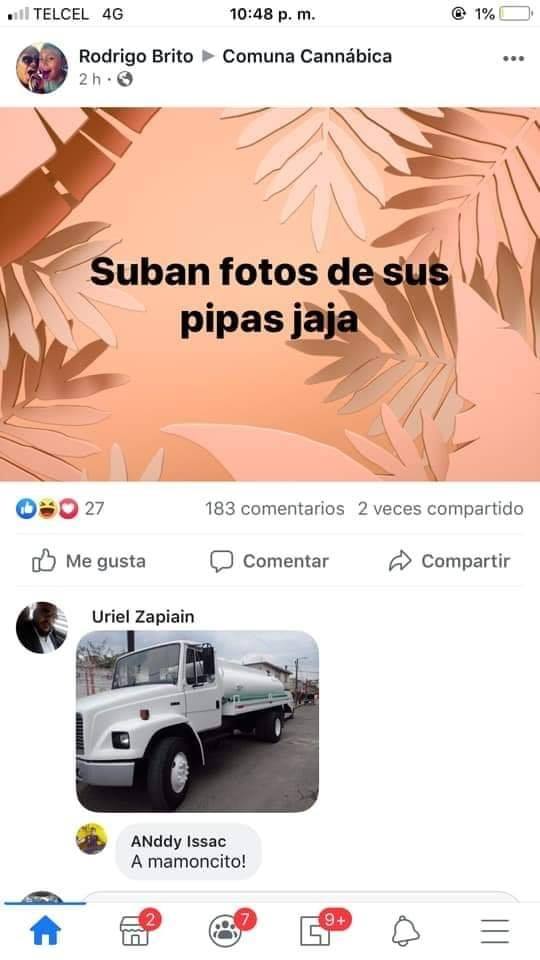 TELCEL 4G 10:48 p. m. 1%
Rodrigo Brito ▶ Comuna Cannábica
2 h ·
Suban fotos de sus
pipas jaja
27 183 comentarios 2 veces compartido
Me gusta Comentar Compartir
Uriel Zapiain
ANddy Issac
A mamoncito!
2 7 9+